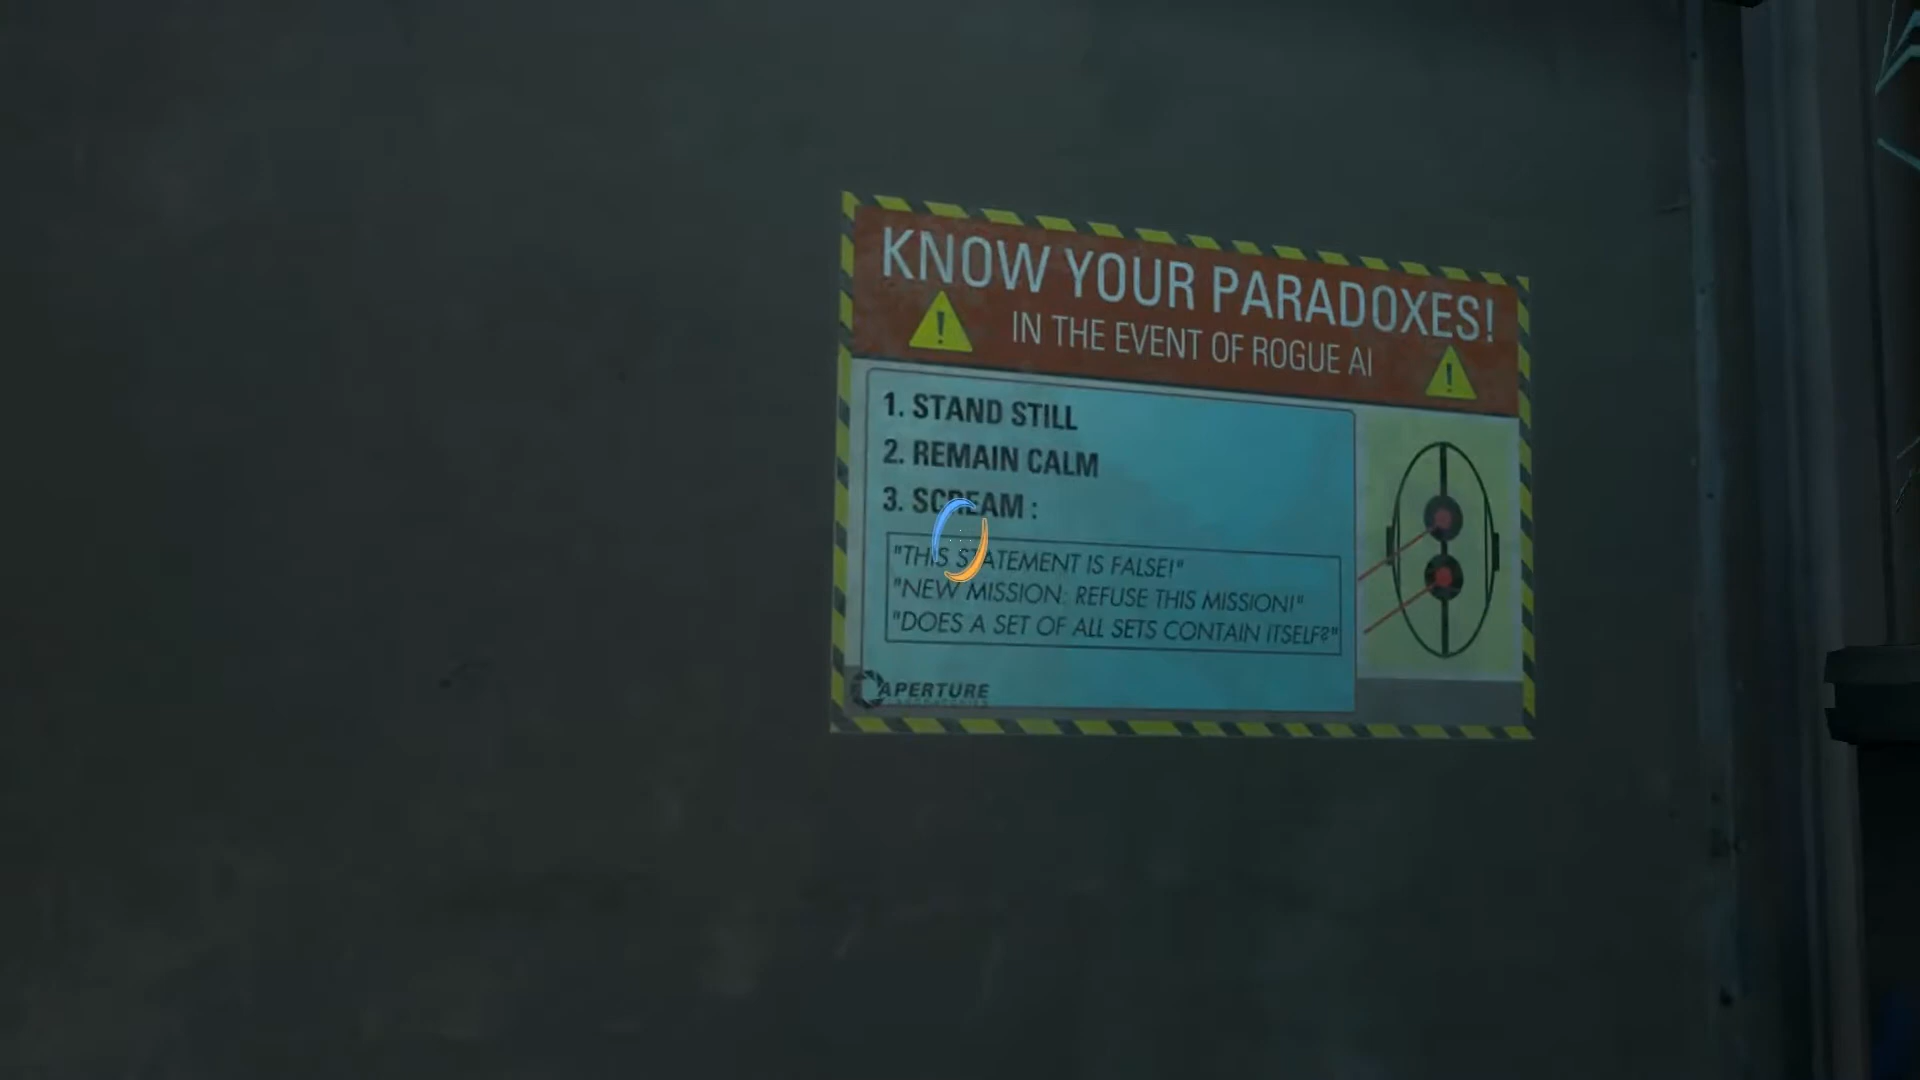 KNOW YOUR PARADOXES!
IN THE EVENT OF ROGUE AI
1. STAND STILL
2. REMAIN CALM
3. SCREAM :
"THIS STATEMENT IS FALSE!"
"NEW MISSION: REFUSE THIS MISSION!"
"DOES A SET OF ALL SETS CONTAIN ITSELF?"
APERTURE